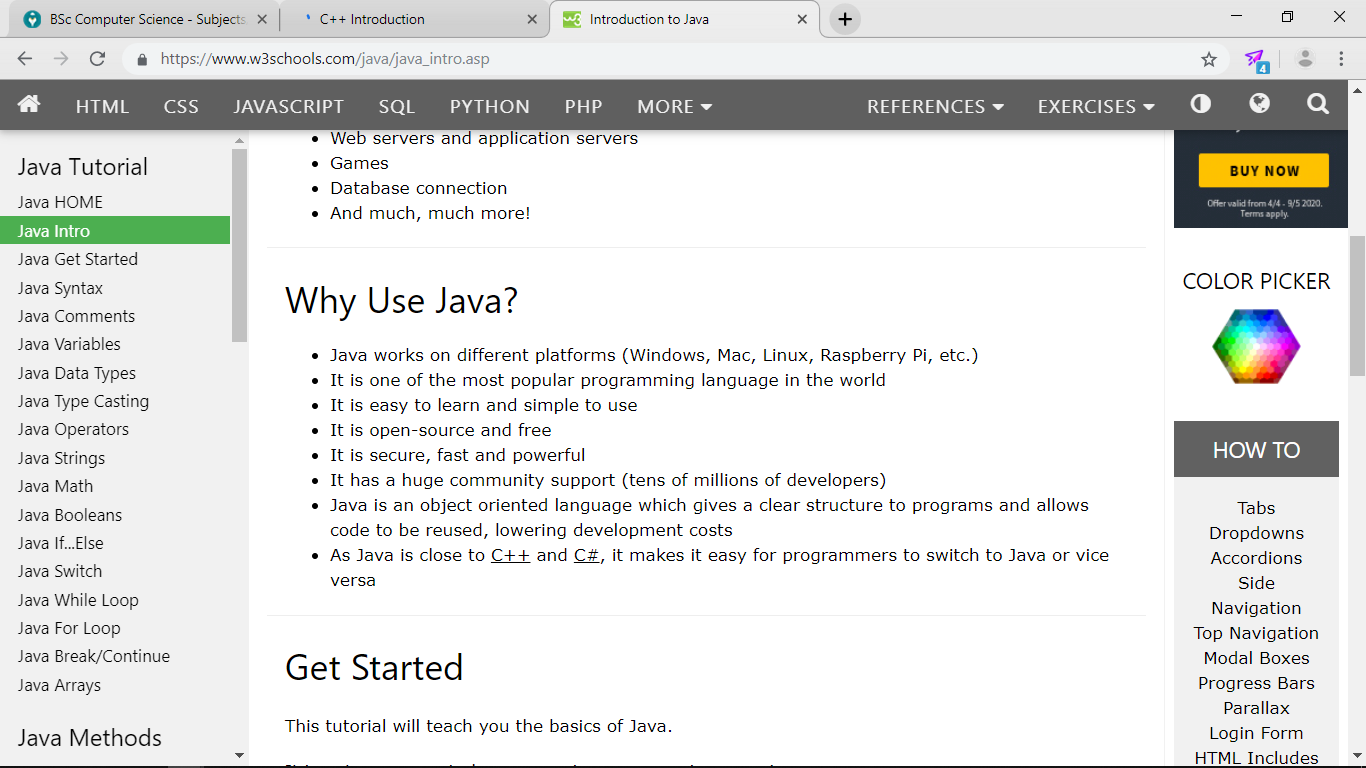 BSc Computer Science - Subjects
C++ Introduction
Introduction to Java
https://www.w3schools.com/java/java_intro.asp
4
HTML CSS JAVASCRIPT SQL PYTHON PHP MORE REFERENCES EXERCISES
Java Tutorial
Java HOME
Java Intro
Java Get Started
Java Syntax
Java Comments
Java Variables
Java Data Types
Java Type Casting
Java Operators
Java Strings
Java Math
Java Booleans
Java If...Else
Java Switch
Java While Loop
Java For Loop
Java Break/Continue
Java Arrays
Java Methods
Web servers and application servers
Games
Database connection
And much, much more!
Why Use Java?
Java works on different platforms (Windows, Mac, Linux, Raspberry Pi, etc.)
It is one of the most popular programming language in the world
It is easy to learn and simple to use
It is open-source and free
It is secure, fast and powerful
It has a huge community support (tens of millions of developers)
Java is an object oriented language which gives a clear structure to programs and allows
code to be reused, lowering development costs
As Java is close to C++ and C#, it makes it easy for programmers to switch to Java or vice
versa
Get Started
This tutorial will teach you the basics of Java.
BUY NOW
Offer valid from 4/4 - 9/5 2020.
Terms apply.
COLOR PICKER
HOW TO
Tabs
Dropdowns
Accordions
Side
Navigation
Top Navigation
Modal Boxes
Progress Bars
Parallax
Login Form
HTML Includes